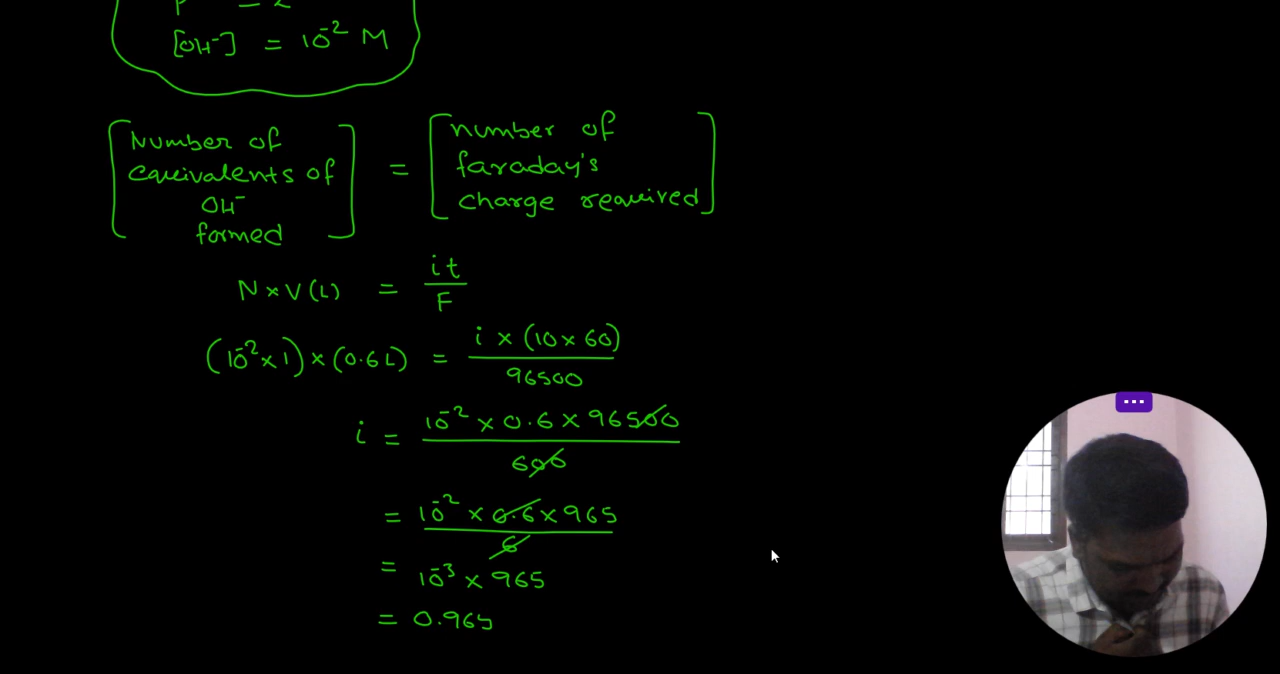 = 2
[OH⁻] = 10⁻² M
[Number of equivalents of OH⁻ formed] = [number of faraday's charge required]
N × V (L) = it / F
(10⁻² × 1) × (0.6 L) = i × (10 × 60) / 96500
i = 10⁻² × 0.6 × 96500 / 600
= 10⁻² × 0.6 × 965 / 6
= 10⁻³ × 965
= 0.965